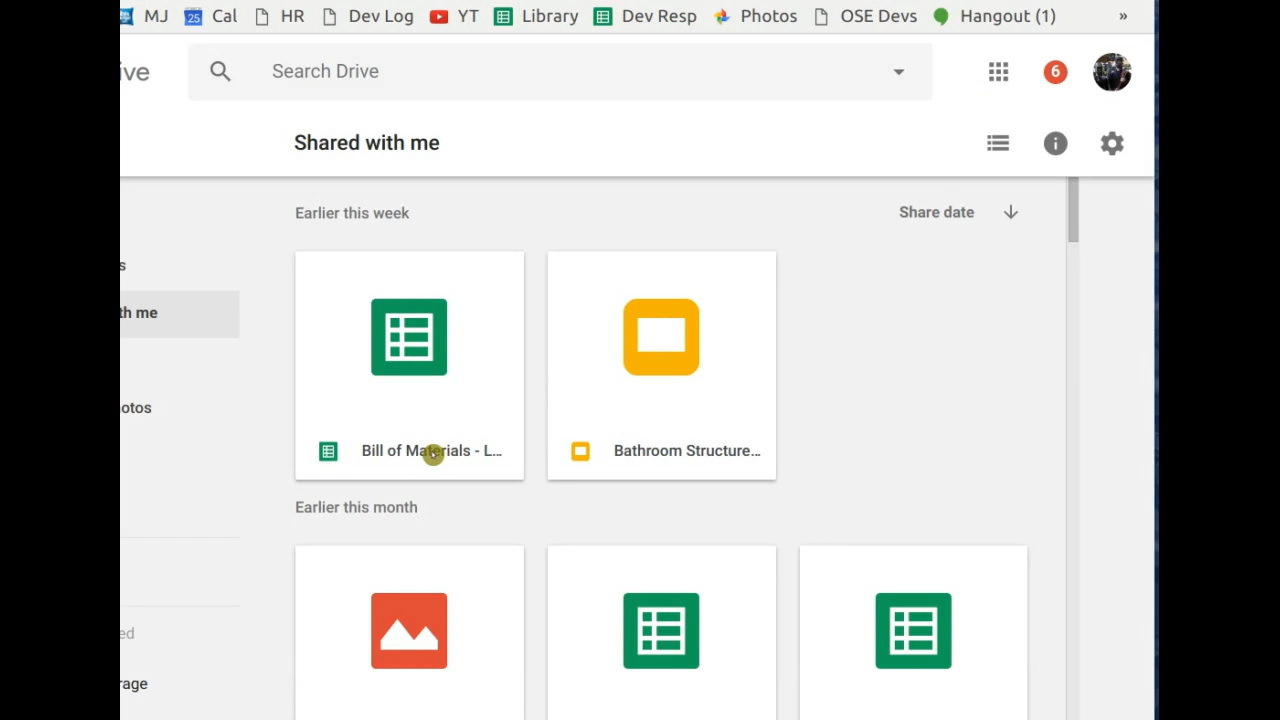 MJ 25 Cal HR Dev Log YT Library Dev Resp Photos OSE Devs Hangout (1) »
ive Search Drive 6
Shared with me
Earlier this week Share date
s
th me
otos
Bill of Materials - L... Bathroom Structure...
Earlier this month
ed
rage